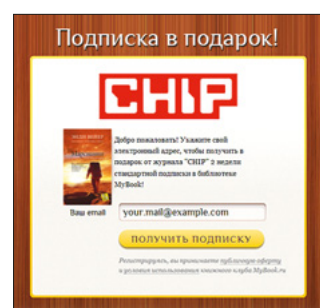 Подписка в подарок!
CHIP
Добро пожаловать! Укажите свой
электронный адрес, чтобы получить в
подарок от журнала "CHIP" 2 недели
стандартной подписки в библиотеке
MyBook!
Ваш email
your.mail@example.com
ПОЛУЧИТЬ ПОДПИСКУ
Регистрируясь, вы принимаете публичную оферту
и условия использования книжного клуба MyBook.ru